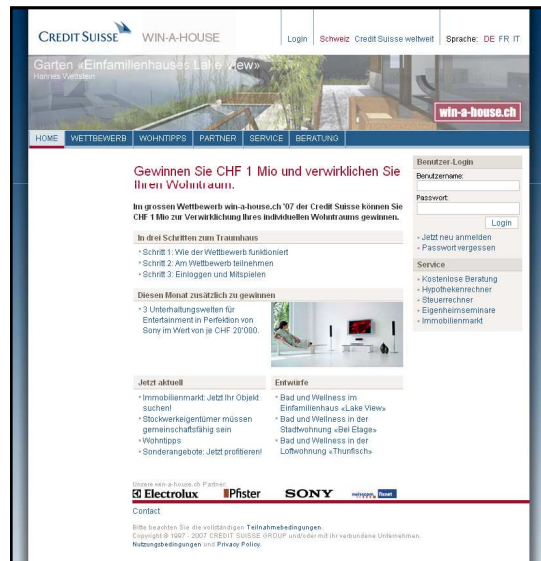 CREDIT SUISSE WIN-A-HOUSE
Login Schweiz Credit Suisse weltweit Sprache: DE FR IT
Garten «Einfamilienhauses Lake View»
Hannes Wettstein
win-a-house.ch
HOME WETTBEWERB WOHNTIPPS PARTNER SERVICE BERATUNG
Gewinnen Sie CHF 1 Mio und verwirklichen Sie
Ihren Wohntraum.
Im grossen Wettbewerb win-a-house.ch '07 der Credit Suisse können Sie
CHF 1 Mio zur Verwirklichung Ihres individuellen Wohntraums gewinnen.
In drei Schritten zum Traumhaus
Schritt 1: Wie der Wettbewerb funktioniert
Schritt 2: Am Wettbewerb teilnehmen
Schritt 3: Einloggen und Mitspielen
Diesen Monat zusätzlich zu gewinnen
3 Unterhaltungswelten für
Entertainment in Perfektion von
Sony im Wert von je CHF 20'000.
Jetzt aktuell
Immobilienmarkt: Jetzt Ihr Objekt
suchen!
Stockwerkeigentümer müssen
gemeinschaftsfähig sein
Wohntipps
Sonderangebote: Jetzt profitieren!
Entwürfe
Bad und Wellness im
Einfamilienhaus «Lake View»
Bad und Wellness in der
Stadtwohnung «Bel Etage»
Bad und Wellness in der
Loftwohnung «Thunfisch»
Benutzer-Login
Benutzername:
Passwort:
Login
Jetzt neu anmelden
Passwort vergessen
Service
Kostenlose Beratung
Hypothekenrechner
Steuerrechner
Eigenheimseminare
Immobilienmarkt
Unsere win-a-house.ch Partner:
Electrolux Pfister SONY
Contact
Bitte beachten Sie die vollständigen Teilnahmebedingungen.
Copyright © 1997 - 2007 CREDIT SUISSE GROUP und/oder mit ihr verbundene Unternehmen.
Nutzungsbedingungen und Privacy Policy.